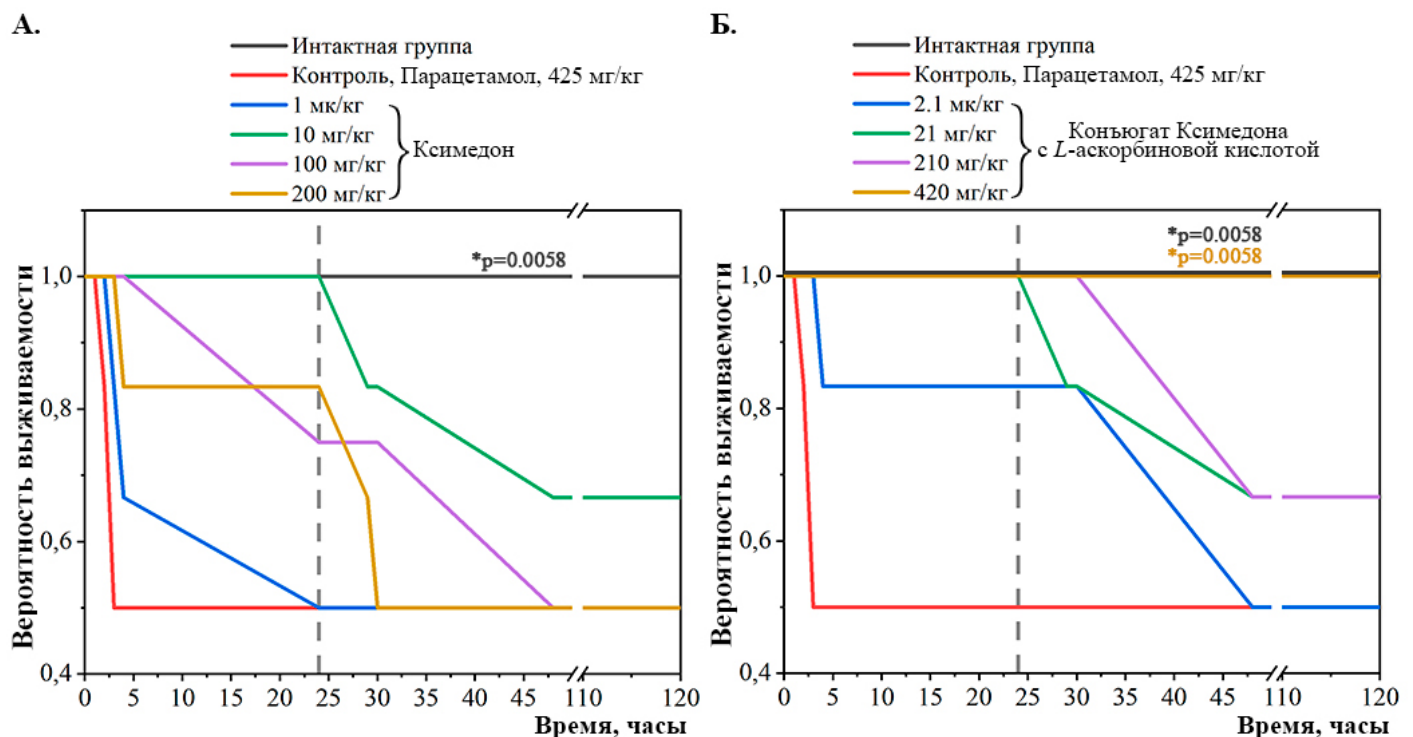 А.
Интактная группа
Контроль, Парацетамол, 425 мг/кг
1 мк/кг
10 мг/кг
100 мг/кг
200 мг/кг
Ксимедон
*p=0.0058
Вероятность выживаемости
1,0
0,8
0,6
0,4
0 5 10 15 20 25 30 35 40 45 110 120
Время, часы
Б.
Интактная группа
Контроль, Парацетамол, 425 мг/кг
2.1 мк/кг
21 мг/кг
210 мг/кг
420 мг/кг
Конъюгат Ксимедона
с L-аскорбиновой кислотой
*p=0.0058
*p=0.0058
Вероятность выживаемости
1,0
0,8
0,6
0,4
0 5 10 15 20 25 30 35 40 45 110 120
Время, часы